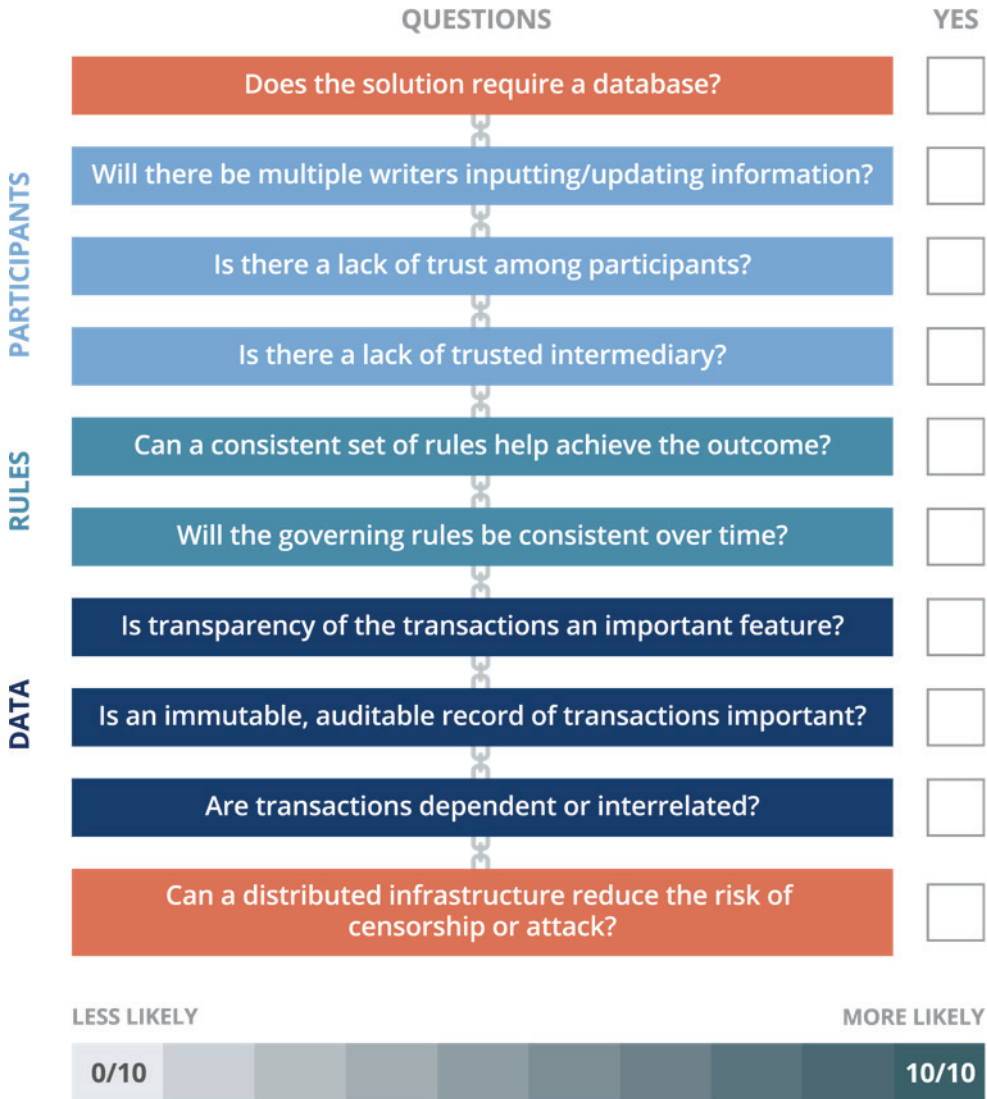 QUESTIONS YES
Does the solution require a database?
PARTICIPANTS
Will there be multiple writers inputting/updating information?
Is there a lack of trust among participants?
Is there a lack of trusted intermediary?
RULES
Can a consistent set of rules help achieve the outcome?
Will the governing rules be consistent over time?
DATA
Is transparency of the transactions an important feature?
Is an immutable, auditable record of transactions important?
Are transactions dependent or interrelated?
Can a distributed infrastructure reduce the risk of
censorship or attack?
LESS LIKELY MORE LIKELY
0/10 10/10